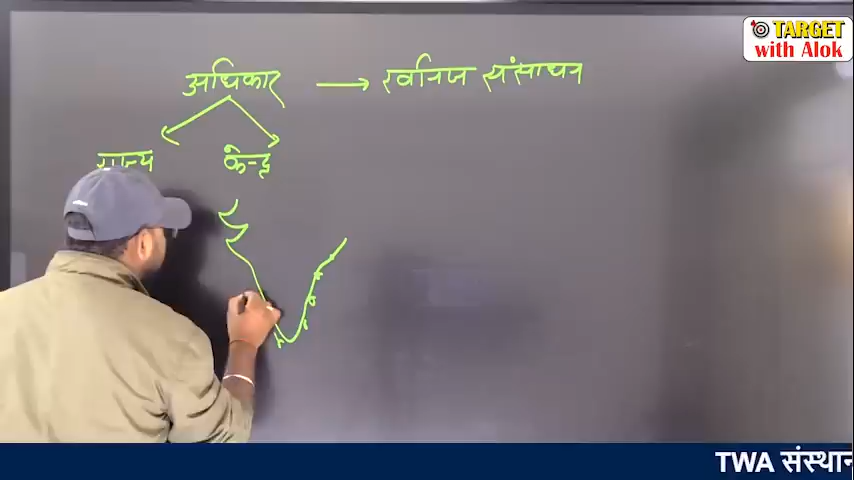 TARGET
with Alok
अधिकार → खनिज संसाधन
राज्य केन्द्र
TWA संस्थान